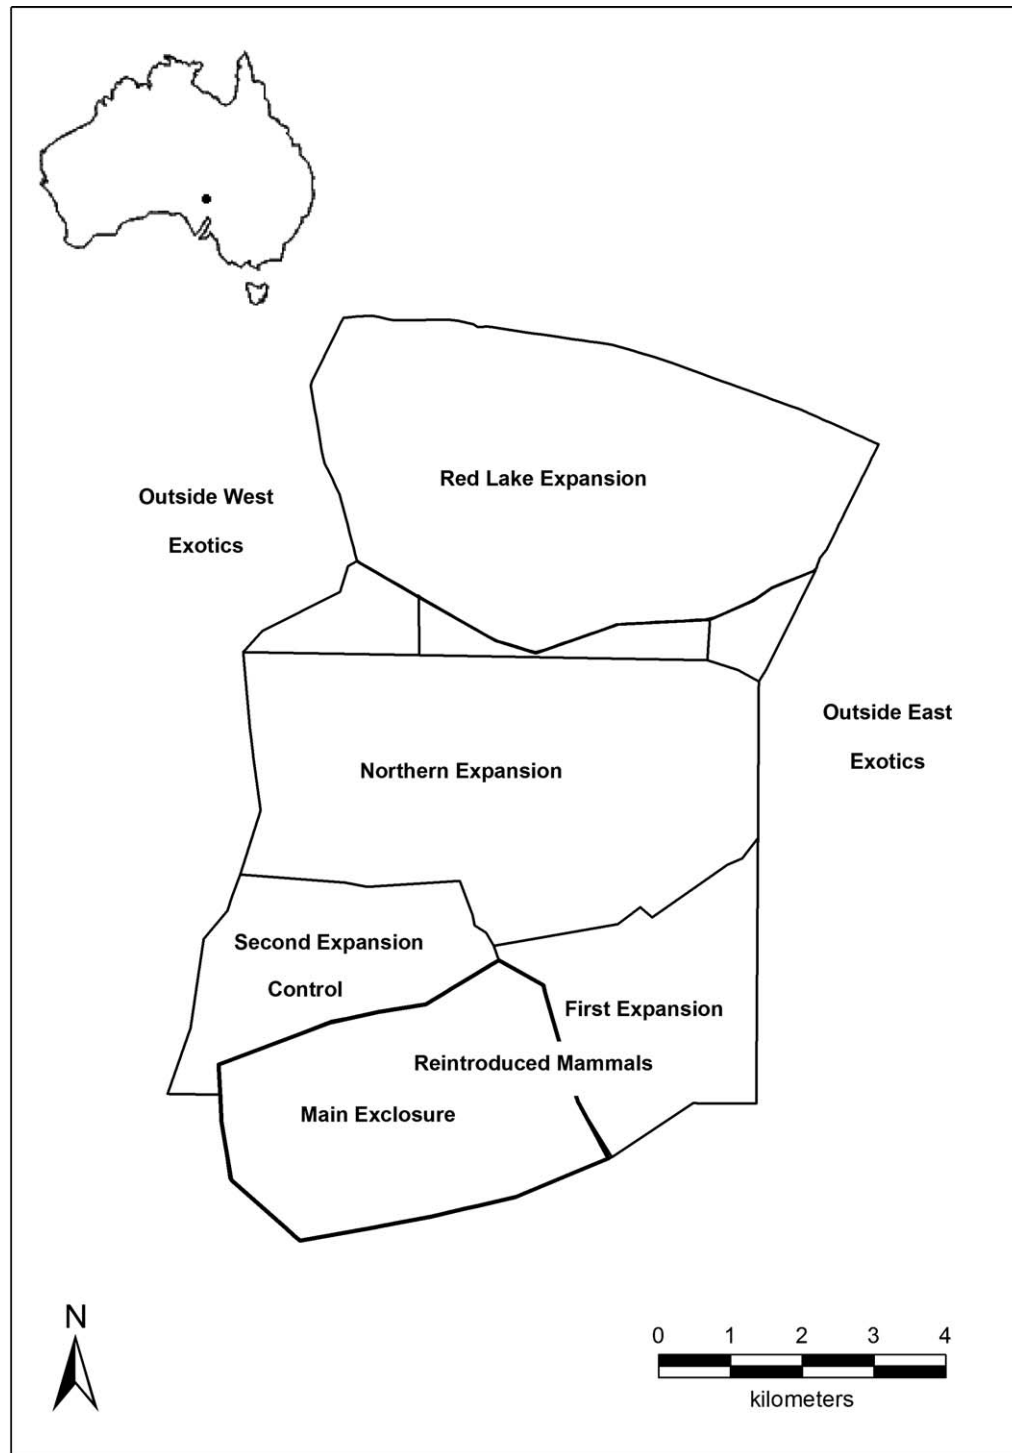 Red Lake Expansion
Outside West
Exotics
Outside East
Exotics
Northern Expansion
Second Expansion
Control
First Expansion
Reintroduced Mammals
Main Exclosure
N
0 1 2 3 4
kilometers